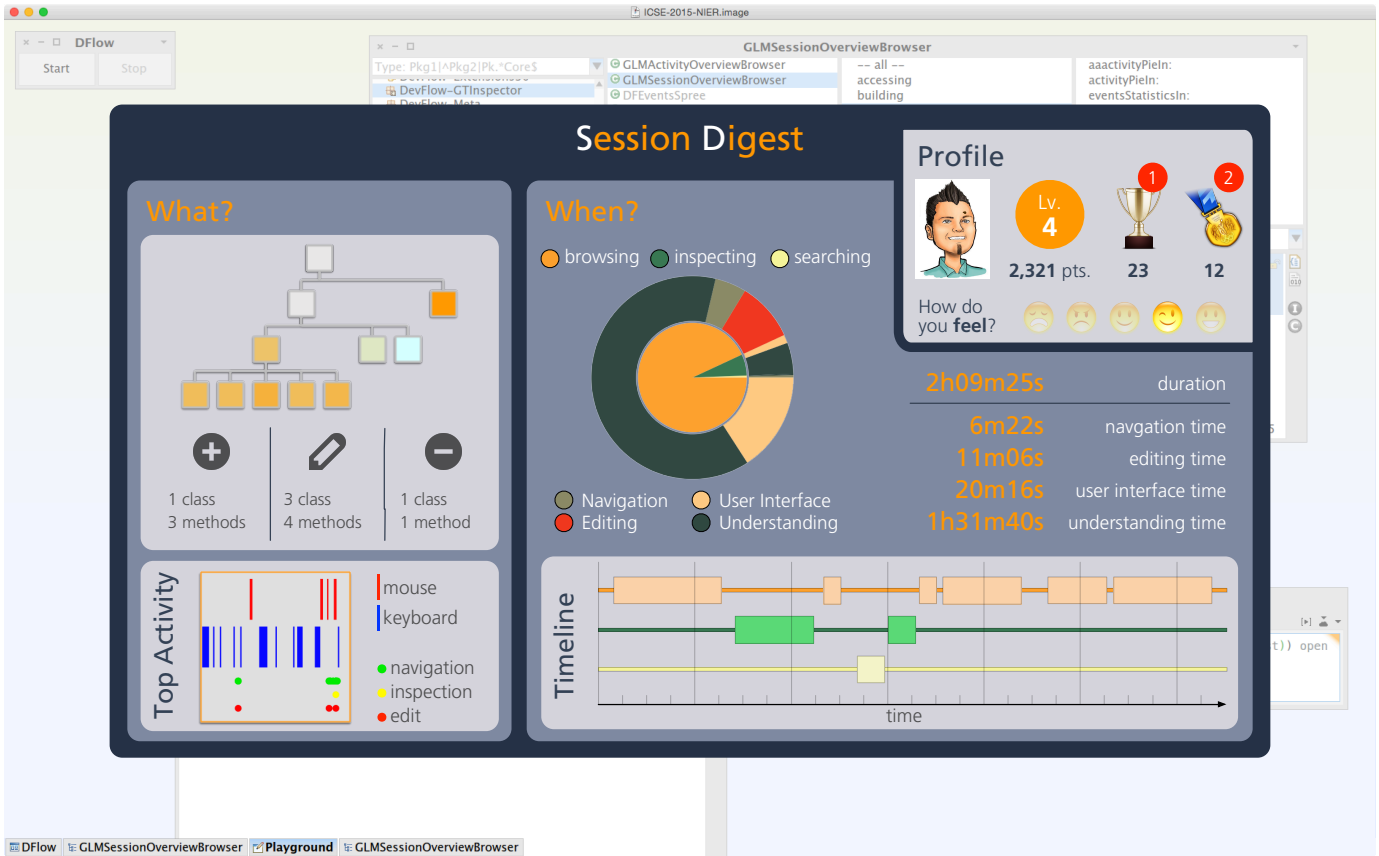 ICSE-2015-NIER.image
DFlow
Start
Stop
GLMSessionOverviewBrowser
Type: Pkg1|^Pkg2|Pk.*Core$
DevFlow-GTInspector
DevFlow-Meta
GLMActivityOverviewBrowser
GLMSessionOverviewBrowser
DFEventsSpree
-- all --
accessing
building
aaactivityPieIn:
activityPieIn:
eventsStatisticsIn:
Session Digest
Profile
Lv.
4
1
2
2,321 pts.
23
12
How do
you feel?
What?
1 class
3 methods
3 class
4 methods
1 class
1 method
Top Activity
mouse
keyboard
navigation
inspection
edit
When?
browsing
inspecting
searching
Navigation
User Interface
Editing
Understanding
2h09m25s duration
6m22s navgation time
11m06s editing time
20m16s user interface time
1h31m40s understanding time
Timeline
time
t)) open
DFlow
GLMSessionOverviewBrowser
Playground
GLMSessionOverviewBrowser